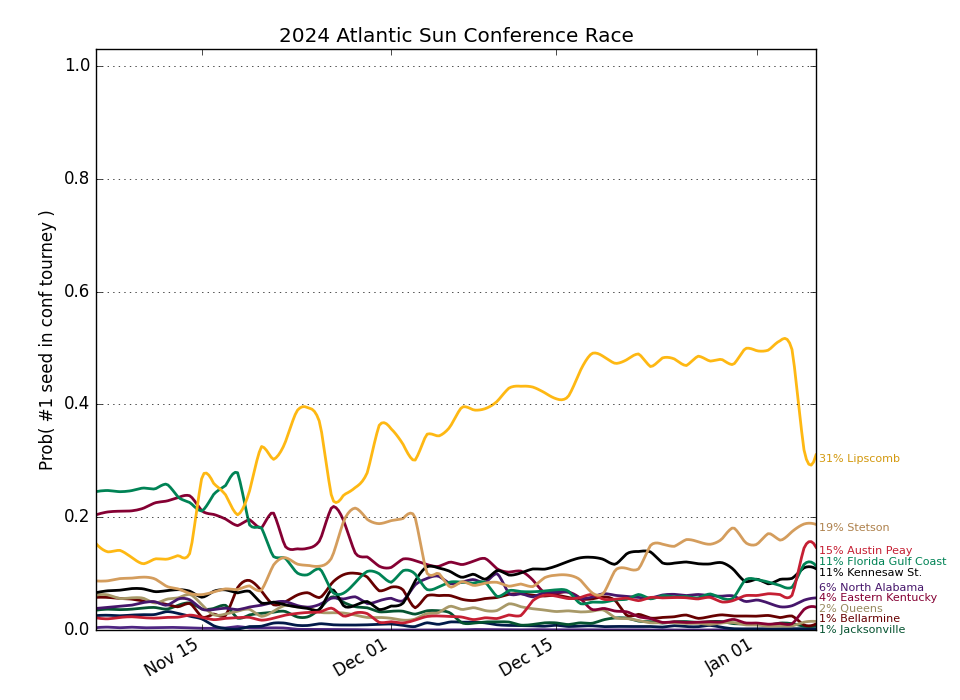 2024 Atlantic Sun Conference Race
Prob( #1 seed in conf tourney )
1.0
0.8
0.6
0.4
0.2
0.0
Nov 15
Dec 01
Dec 15
Jan 01
31% Lipscomb
19% Stetson
15% Austin Peay
11% Florida Gulf Coast
11% Kennesaw St.
6% North Alabama
4% Eastern Kentucky
2% Queens
1% Bellarmine
1% Jacksonville